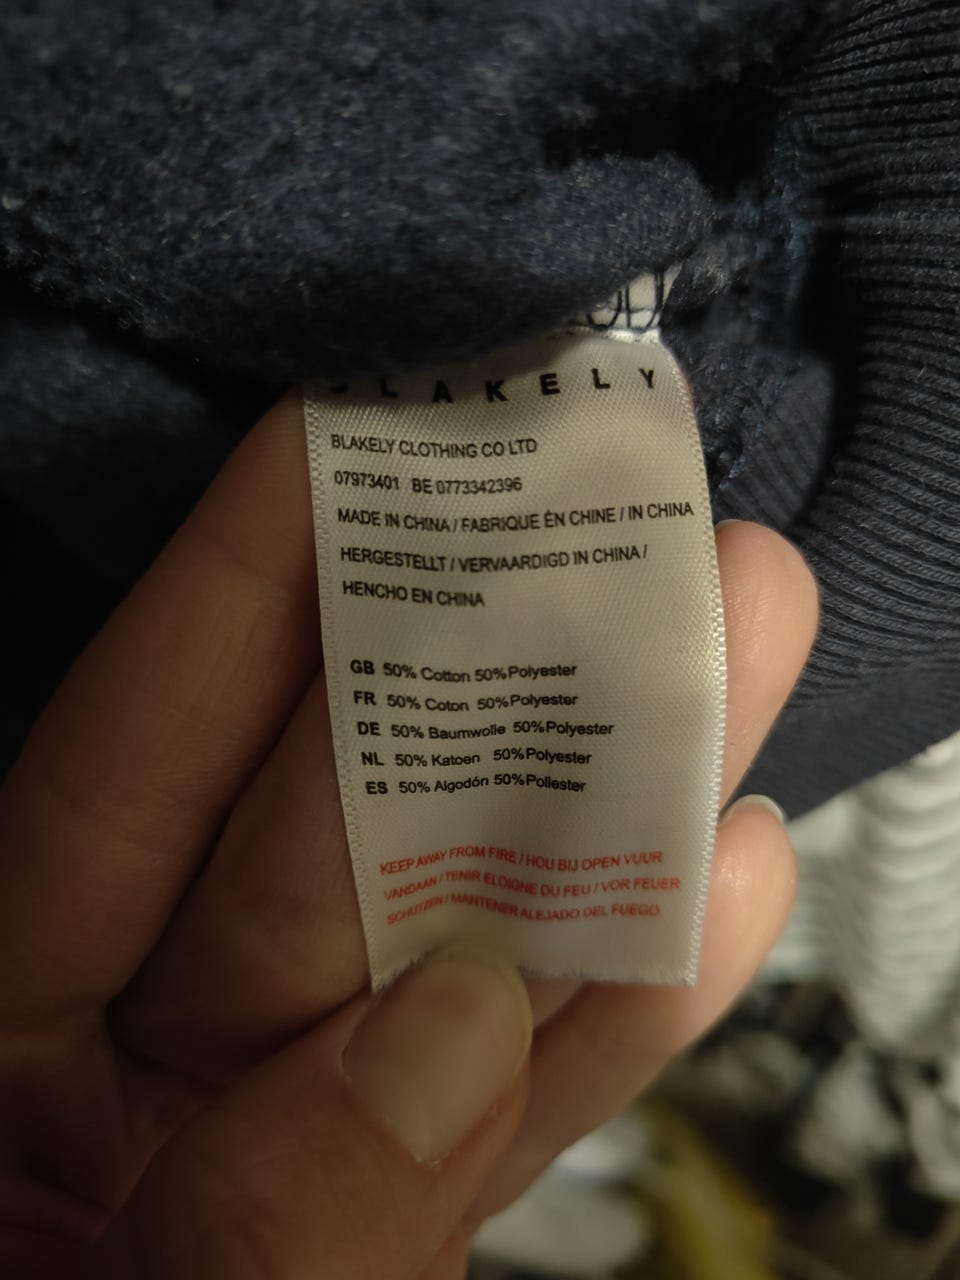 BLAKELY
BLAKELY CLOTHING CO LTD
07973401 BE 0773342396
MADE IN CHINA / FABRIQUE ÉN CHINE / IN CHINA
HERGESTELLT / VERVAARDIGD IN CHINA /
HENCHO EN CHINA
GB 50% Cotton 50%Polyester
FR 50% Coton 50%Polyester
DE 50% Baumwolle 50%Polyester
NL 50% Katoen 50%Polyester
ES 50% Algodón 50%Poliester
KEEP AWAY FROM FIRE / HOU BIJ OPEN VUUR
VANDAAN / TENIR ELOIGNE DU FEU / VOR FEUER
SCHUTZEN / MANTENER ALEJADO DEL FUEGO